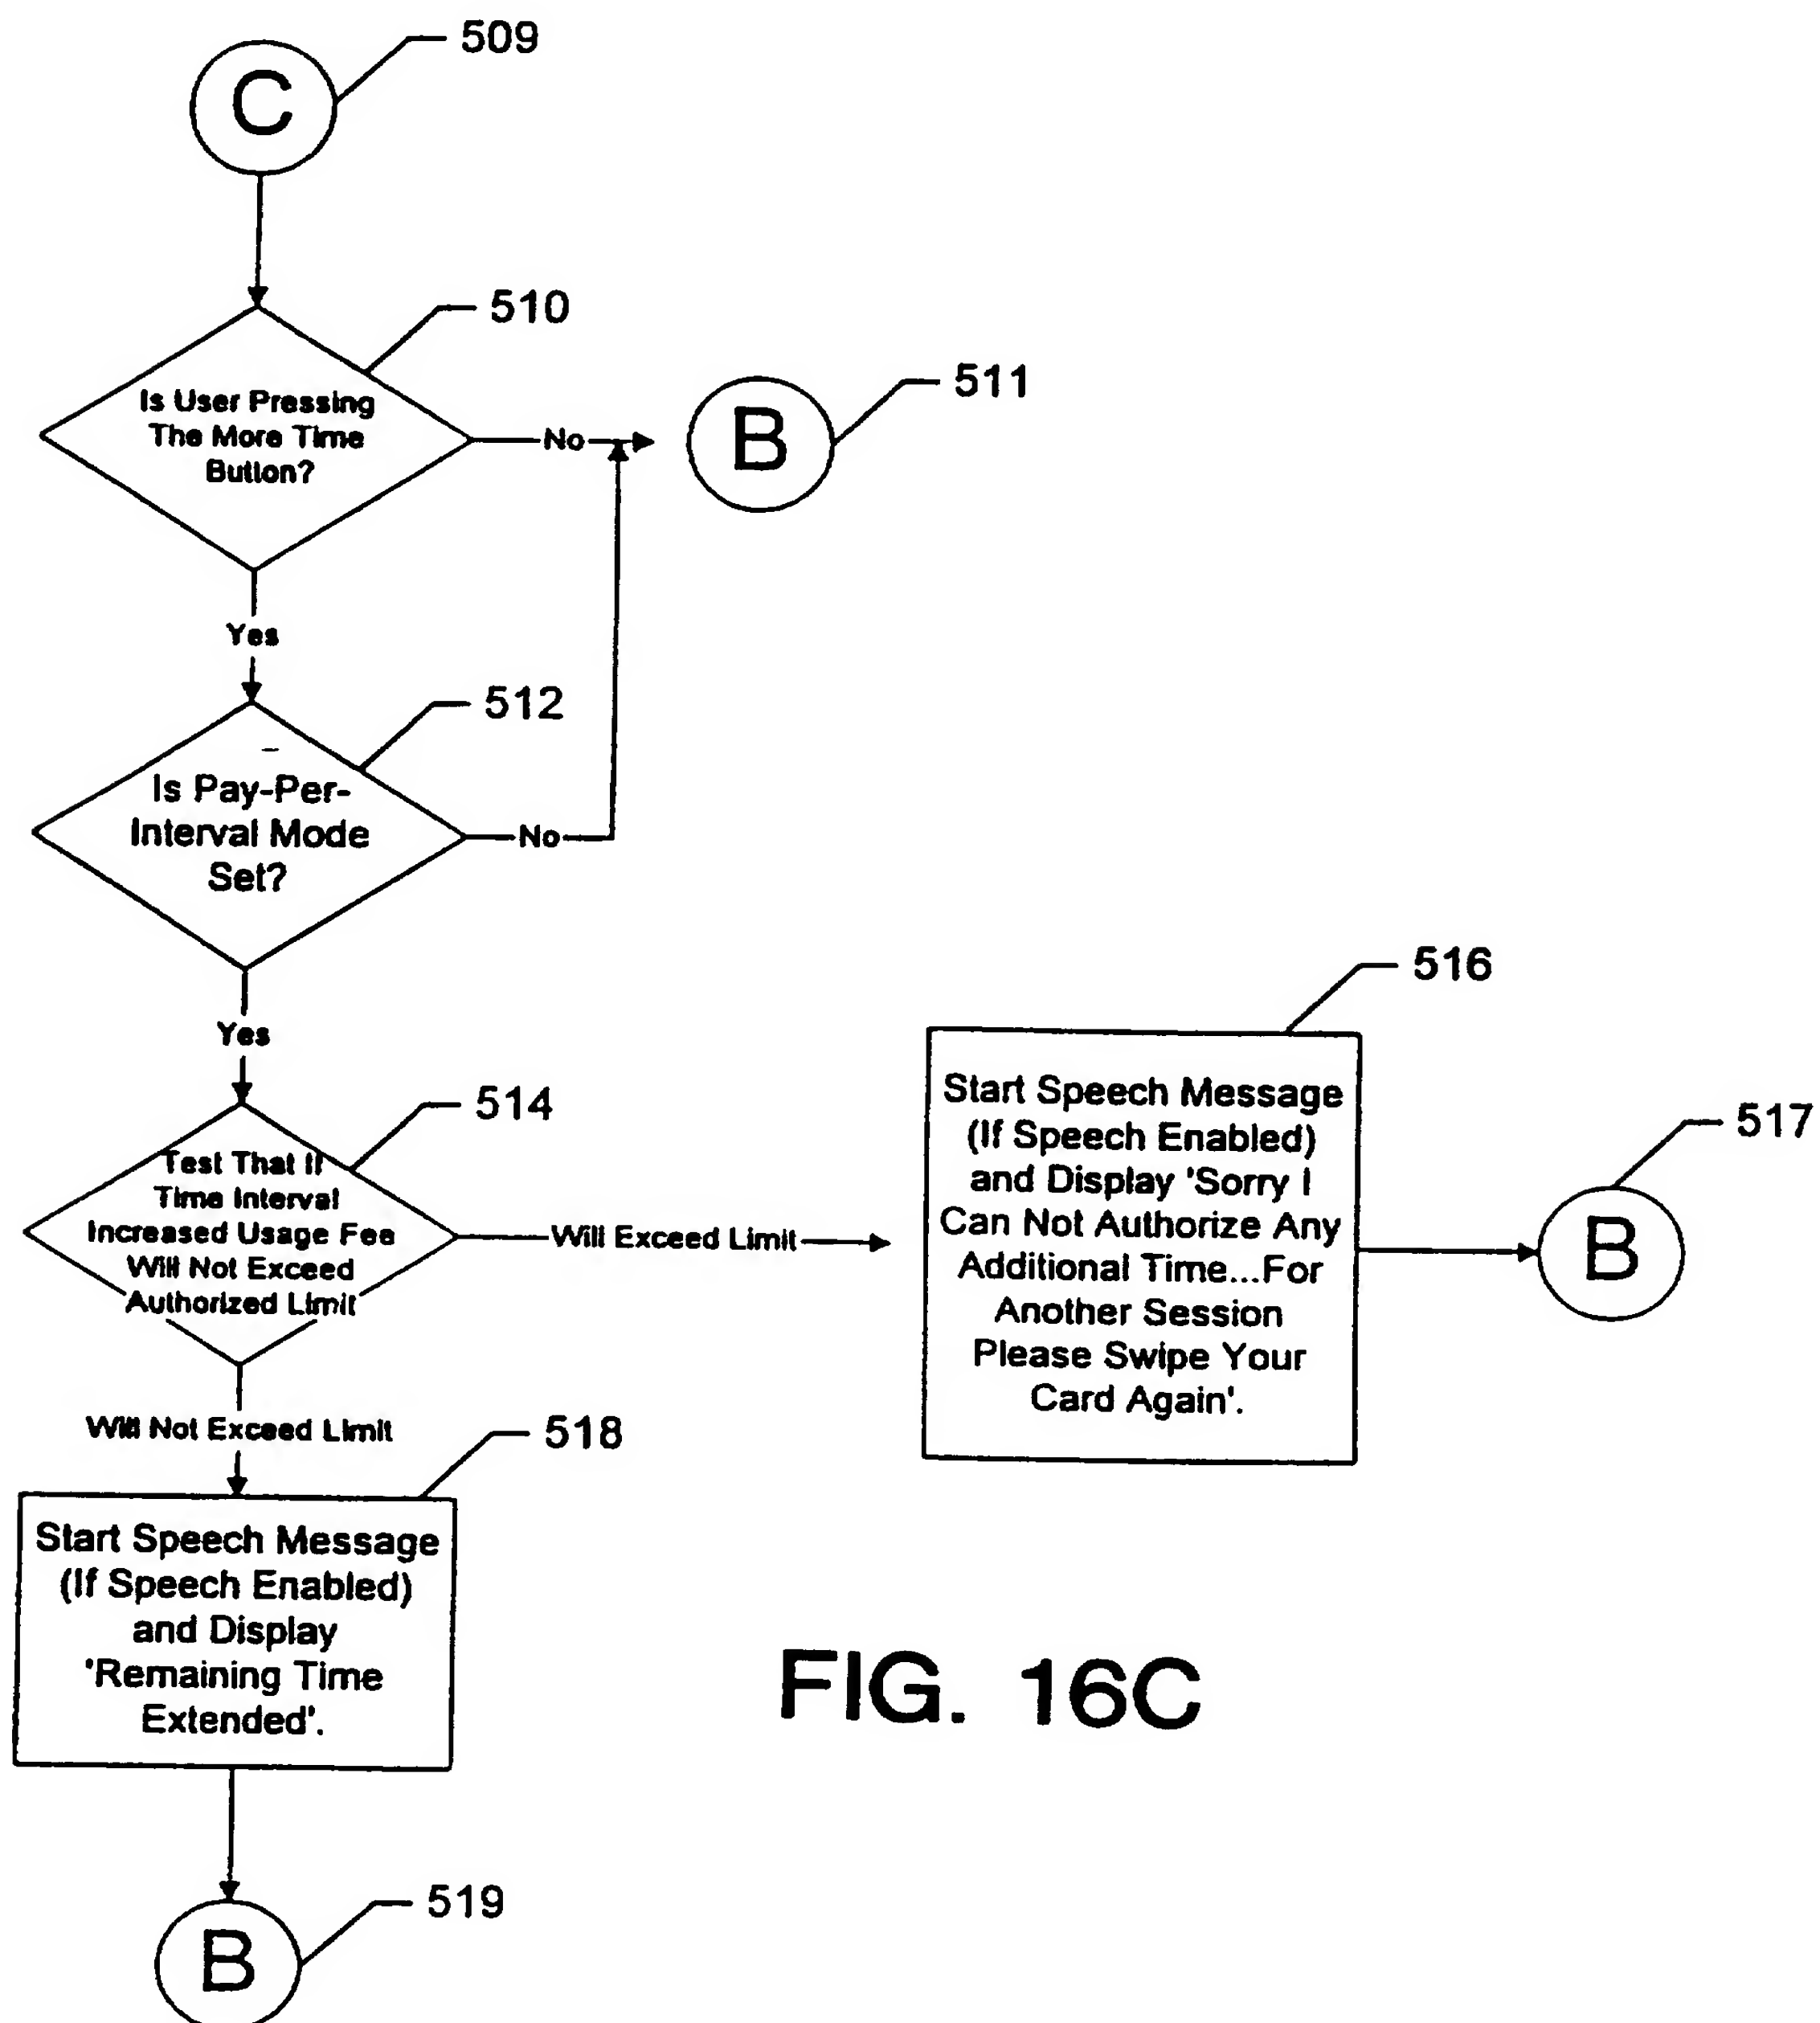 509
C
510
Is User Pressing
The More Time
Button?
No
511
B
Yes
512
Is Pay-Per-
Interval Mode
Set?
No
Yes
514
Test That If
Time Interval
Increased Usage Fee
Will Not Exceed
Authorized Limit
Will Exceed Limit
516
Start Speech Message
(If Speech Enabled)
and Display 'Sorry I
Can Not Authorize Any
Additional Time...For
Another Session
Please Swipe Your
Card Again'.
517
B
Will Not Exceed Limit
518
Start Speech Message
(If Speech Enabled)
and Display
'Remaining Time
Extended'.
FIG. 16C
519
B